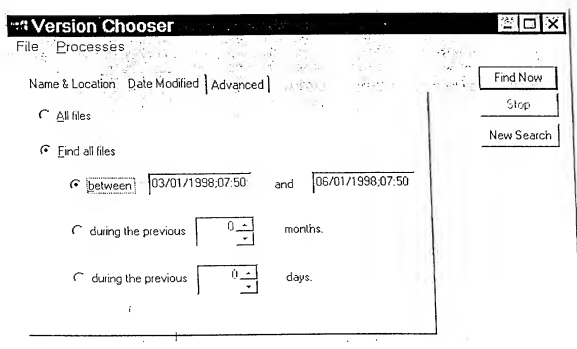 Version Chooser
File Processes
Name & Location Date Modified Advanced
Find Now
Stop
New Search
All files
Find all files
between 03/01/1998;07:50 and 06/01/1998;07:50
during the previous 0 months.
during the previous 0 days.